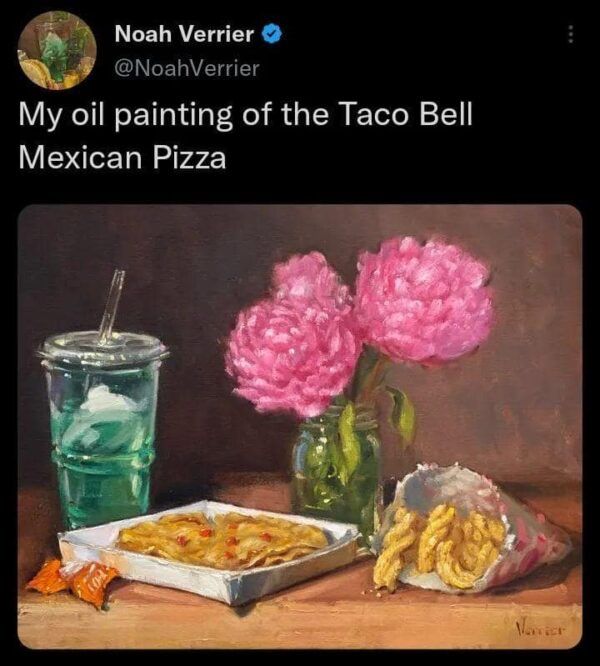 Noah Verrier
@NoahVerrier
My oil painting of the Taco Bell
Mexican Pizza
Verrier